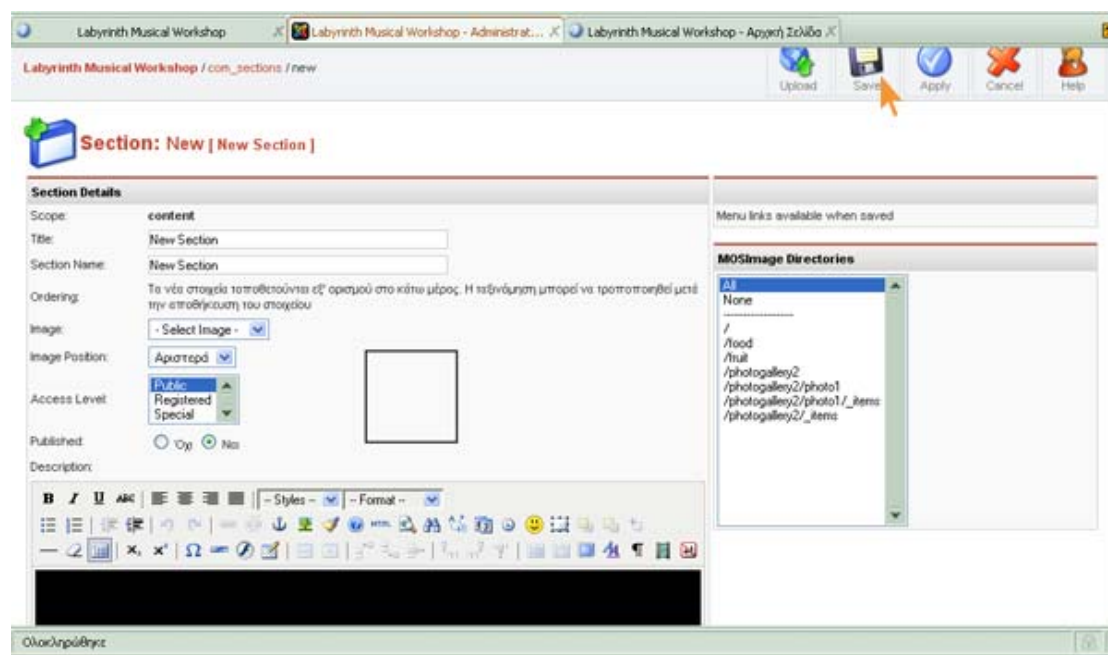 Labyrinth Musical Workshop
Labyrinth Musical Workshop - Administrat...
Labyrinth Musical Workshop - Αρχική Σελίδα
Labyrinth Musical Workshop / com_sections / new
Upload
Save
Apply
Cancel
Help
Section: New [ New Section ]
Section Details
Scope: content
Title: New Section
Section Name: New Section
Ordering: Τα νέα στοιχεία τοποθετούνται εξ' ορισμού στο κάτω μέρος. Η ταξινόμηση μπορεί να τροποποιηθεί μετά
την αποθήκευση του στοιχείου
Image: - Select Image -
Image Position: Αριστερά
Access Level: Public
Registered
Special
Published: Όχι Ναι
Description:
B I U ABC -- Styles -- -- Format --
HTML
Menu links available when saved
MOSImage Directories
All
None
--------------------
/
/food
/fruit
/photogallery2
/photogallery2/photo1
/photogallery2/photo1/_items
/photogallery2/_items
Ολοκληρώθηκε